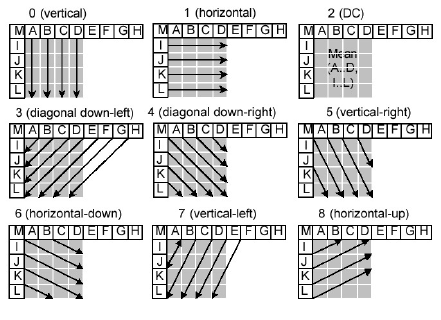 0 (vertical)
1 (horizontal)
2 (DC)
M A B C D E F G H
I
J
K
L
M A B C D E F G H
I
J
K
L
M A B C D E F G H
I
J
K
L
Mean
(A..D,
I..L)
3 (diagonal down-left)
4 (diagonal down-right)
5 (vertical-right)
M A B C D E F G H
I
J
K
L
M A B C D E F G H
I
J
K
L
M A B C D E F G H
I
J
K
L
6 (horizontal-down)
7 (vertical-left)
8 (horizontal-up)
M A B C D E F G H
I
J
K
L
M A B C D E F G H
I
J
K
L
M A B C D E F G H
I
J
K
L